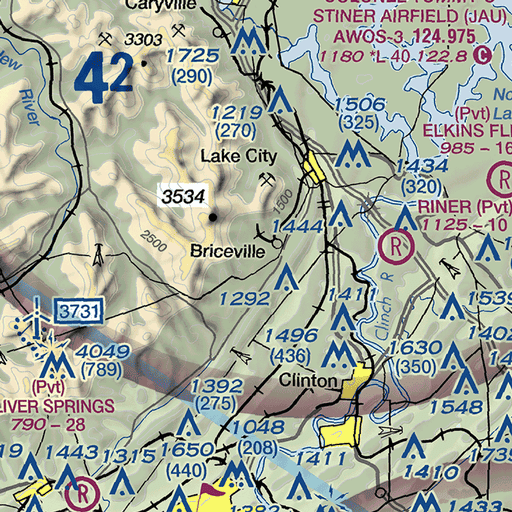 Caryville
STINER AIRFIELD (JAU)
AWOS-3 124.975
1180 *L 40 122.8 C
3303
1725
(290)
4²
River
1219
(270)
1506
(325)
(Pvt)
ELKINS FLI
985 - 16
Lake City
1434
(320)
3534
1500
1444
RINER (Pvt)
1125 - 10
R
2500
Briceville
1292
1411
Clinch R
1539
3731
1496
(436)
1402
4049
(789)
1630
(350)
(Pvt)
LIVER SPRINGS
790 - 28
1392
(275)
Clinton
1548
1048
(208)
1650
(440)
1443
1315
1411
1410
1433
R